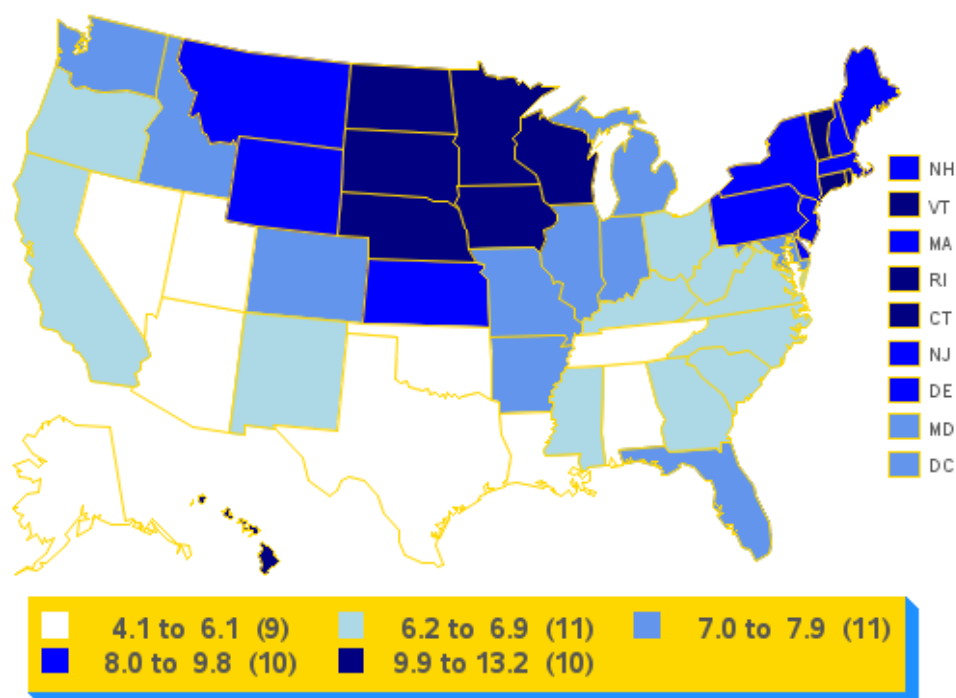 NH
VT
MA
RI
CT
NJ
DE
MD
DC
4.1 to 6.1 (9) 6.2 to 6.9 (11) 7.0 to 7.9 (11)
8.0 to 9.8 (10) 9.9 to 13.2 (10)